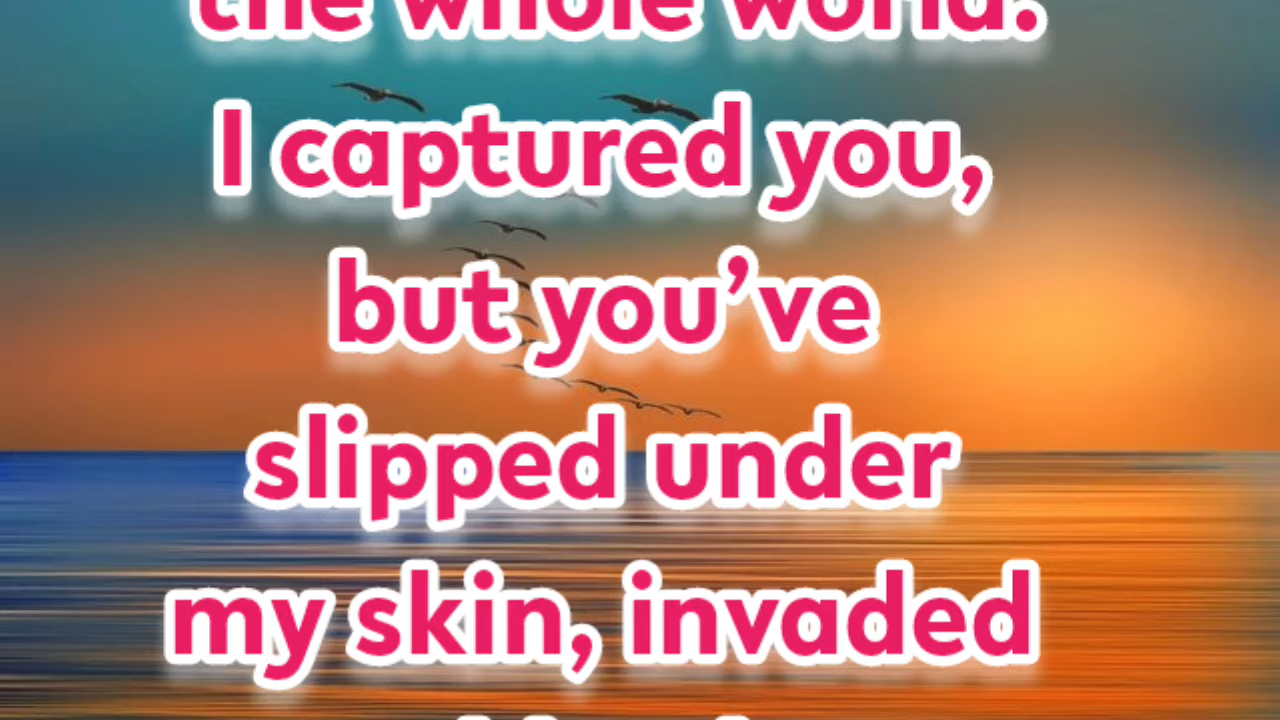 the whole world.
I captured you,
but you’ve
slipped under
my skin, invaded